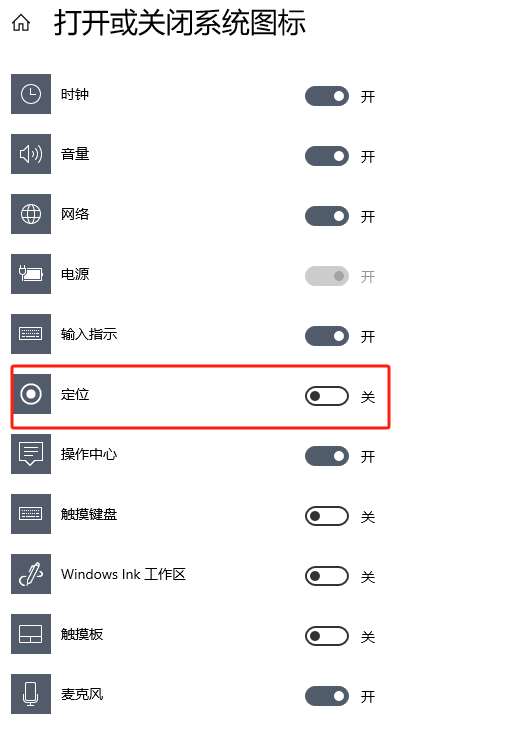 打开或关闭系统图标
时钟 开
音量 开
网络 开
电源 开
输入指示 开
定位 关
操作中心 开
触摸键盘 关
Windows Ink 工作区 关
触摸板 关
麦克风 开